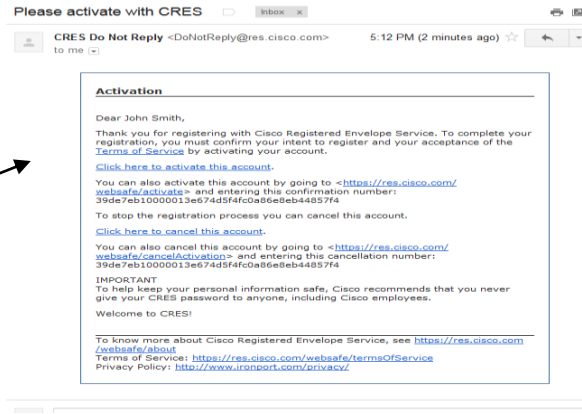 Please activate with CRES
Inbox x
CRES Do Not Reply <DoNotReply@res.cisco.com>
5:12 PM (2 minutes ago)
to me
Activation
Dear John Smith,
Thank you for registering with Cisco Registered Envelope Service. To complete your
registration, you must confirm your intent to register and your acceptance of the
Terms of Service by activating your account.
Click here to activate this account.
You can also activate this account by going to <https://res.cisco.com/
websafe/activate> and entering this confirmation number:
39de7eb10000013e674d5f4fc0a86e8eb44857f4
To stop the registration process you can cancel this account.
Click here to cancel this account.
You can also cancel this account by going to <https://res.cisco.com/
websafe/cancelActivation> and entering this cancellation number:
39de7eb10000013e674d5f4fc0a86e8eb44857f4
IMPORTANT
To help keep your personal information safe, Cisco recommends that you never
give your CRES password to anyone, including Cisco employees.
Welcome to CRES!
To know more about Cisco Registered Envelope Service, see https://res.cisco.com
/websafe/about
Terms of Service: https://res.cisco.com/websafe/termsOfService
Privacy Policy: http://www.ironport.com/privacy/